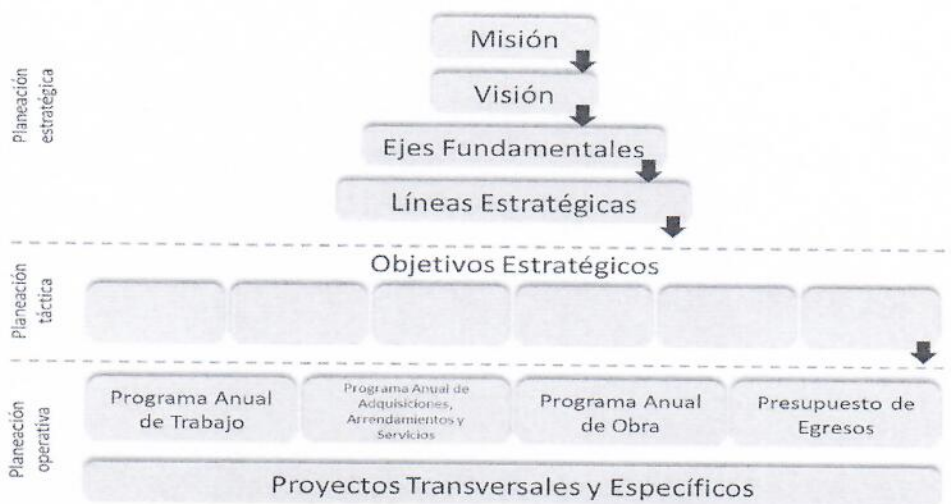 Planeación
estratégica
Misión
Visión
Ejes Fundamentales
Líneas Estratégicas
Planeación
táctica
Objetivos Estratégicos
Planeación
operativa
Programa Anual
de Trabajo
Programa Anual de
Adquisiciones,
Arrendamientos y
Servicios
Programa Anual
de Obra
Presupuesto de
Egresos
Proyectos Transversales y Específicos